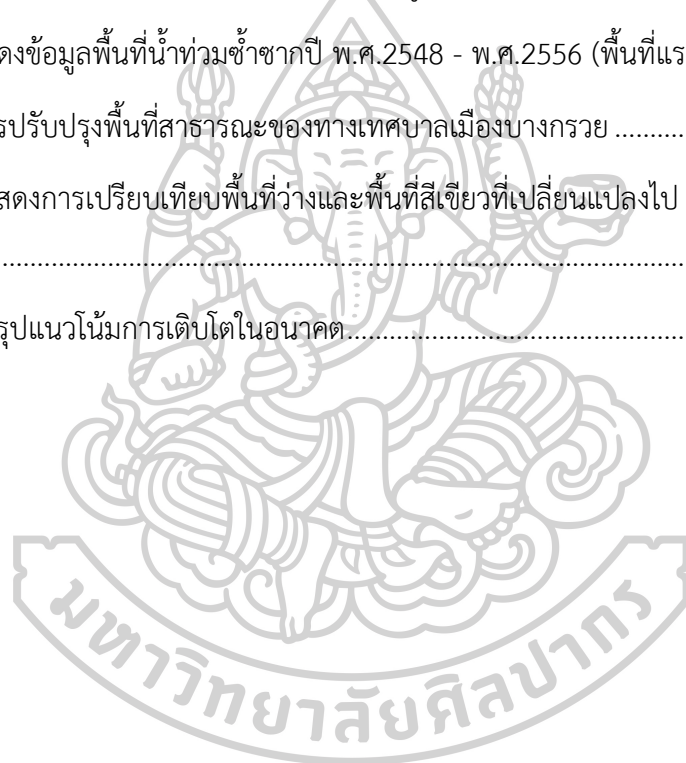 ดงข้อมูลพื้นที่น้ำท่วมซ้ำซากปี พ.ศ.2548 - พ.ศ.2556 (พื้นที่แร
รปรับปรุงพื้นที่สาธารณะของทางเทศบาลเมืองบางกรวย ..........
สดงการเปรียบเทียบพื้นที่ว่างและพื้นที่สีเขียวที่เปลี่ยนแปลงไป
................................................................................
รุปแนวโน้มการเติบโตในอนาคต.......................................
มหาวิทยาลัยศิลปากร